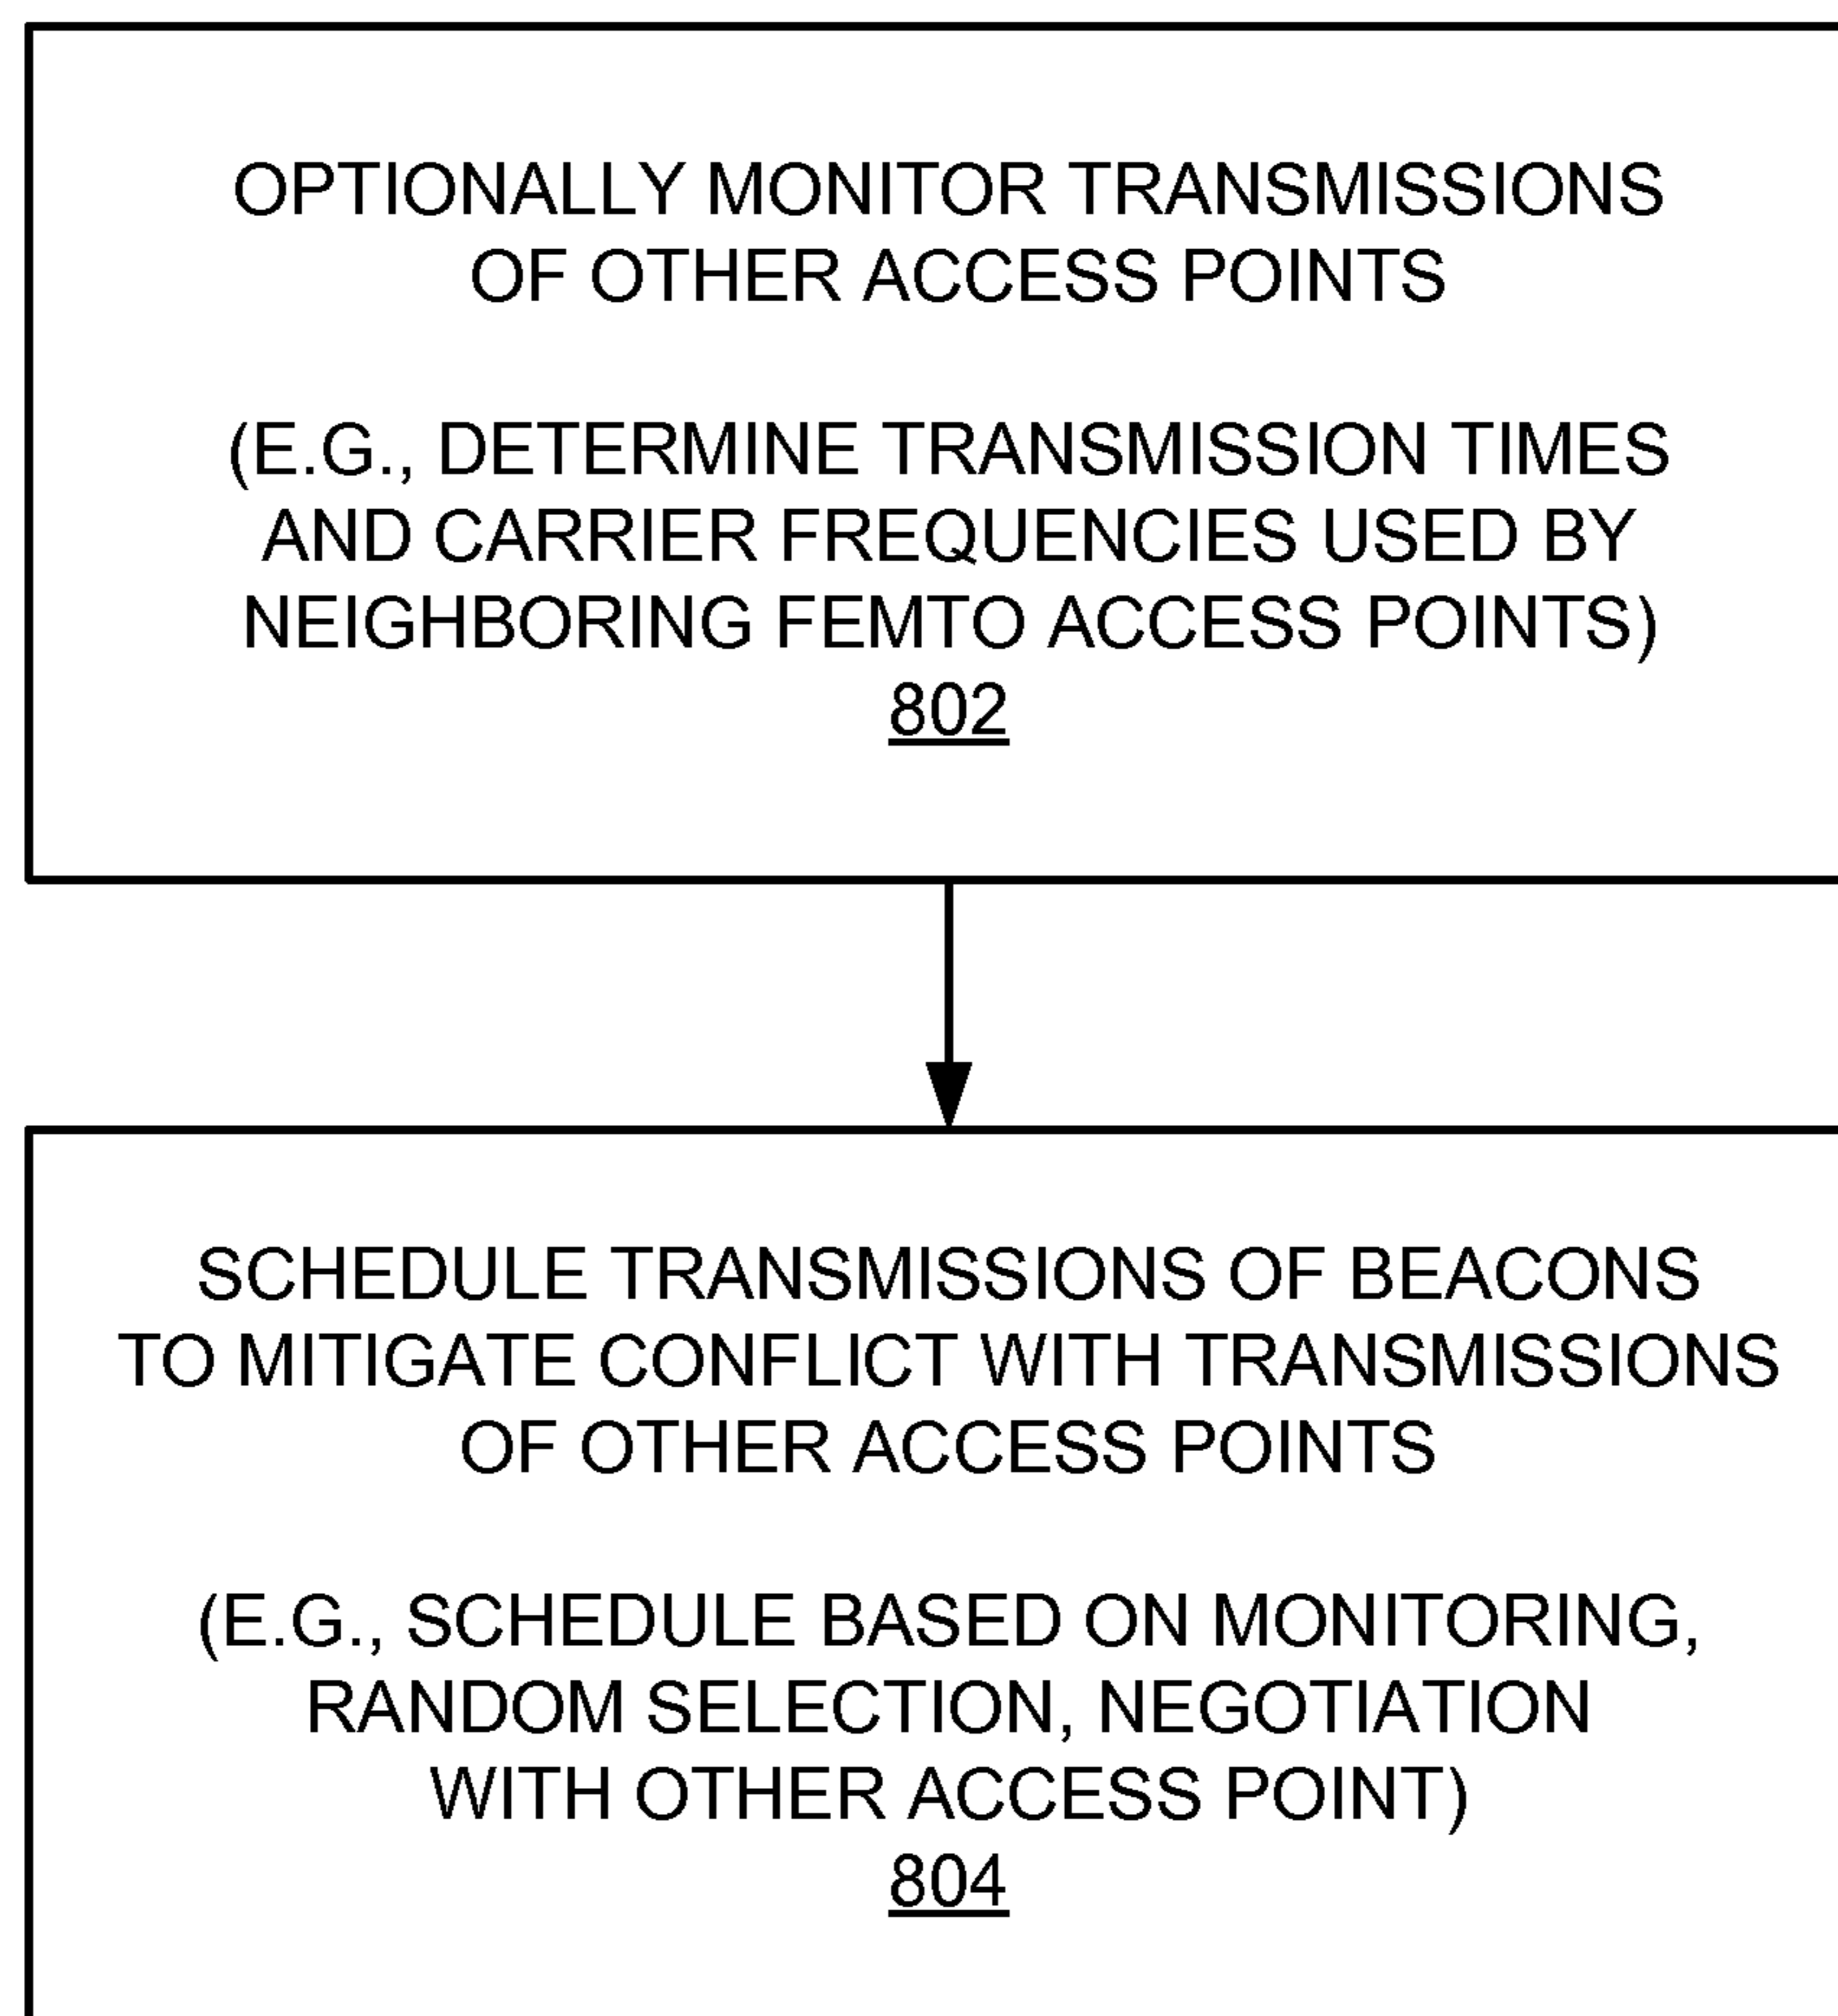 OPTIONALLY MONITOR TRANSMISSIONS
OF OTHER ACCESS POINTS
(E.G., DETERMINE TRANSMISSION TIMES
AND CARRIER FREQUENCIES USED BY
NEIGHBORING FEMTO ACCESS POINTS)
802
SCHEDULE TRANSMISSIONS OF BEACONS
TO MITIGATE CONFLICT WITH TRANSMISSIONS
OF OTHER ACCESS POINTS
(E.G., SCHEDULE BASED ON MONITORING,
RANDOM SELECTION, NEGOTIATION
WITH OTHER ACCESS POINT)
804